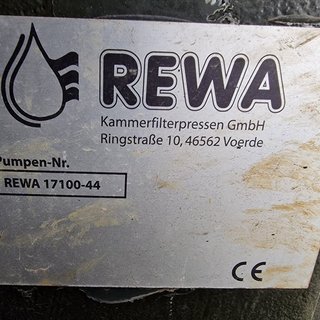 REWA
Kammerfilterpressen GmbH
Ringstraße 10, 46562 Voerde
Pumpen-Nr.
REWA 17100-44
CE